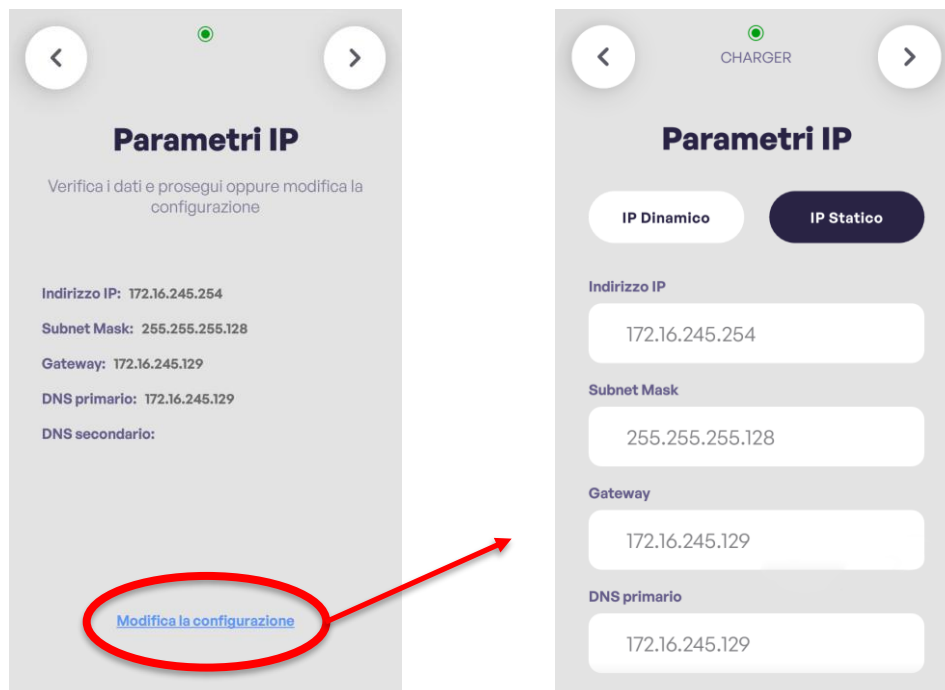 Parametri IP
Verifica i dati e prosegui oppure modifica la
configurazione
Indirizzo IP: 172.16.245.254
Subnet Mask: 255.255.255.128
Gateway: 172.16.245.129
DNS primario: 172.16.245.129
DNS secondario:
Modifica la configurazione
CHARGER
Parametri IP
IP Dinamico
IP Statico
Indirizzo IP
172.16.245.254
Subnet Mask
255.255.255.128
Gateway
172.16.245.129
DNS primario
172.16.245.129